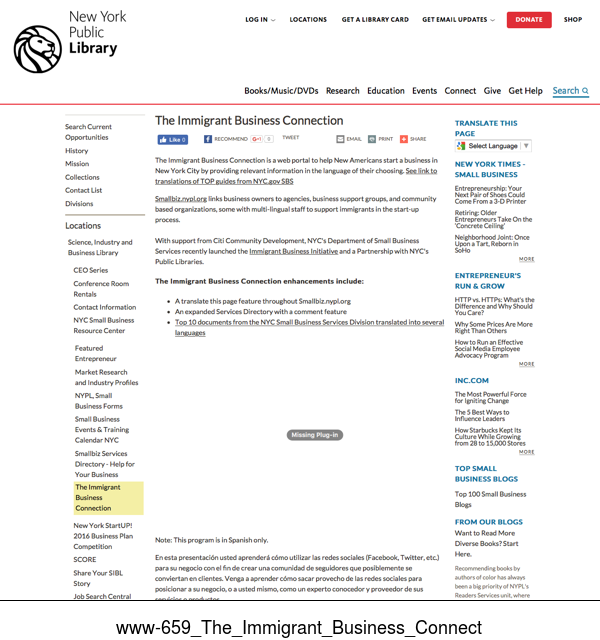 New York
Public
Library
LOG IN
LOCATIONS
GET A LIBRARY CARD
GET EMAIL UPDATES
DONATE
SHOP
Books/Music/DVDs Research Education Events Connect Give Get Help Search
Search Current
Opportunities
History
Mission
Collections
Contact List
Divisions
Locations
Science, Industry and
Business Library
CEO Series
Conference Room
Rentals
Contact Information
NYC Small Business
Resource Center
Featured
Entrepreneur
Market Research
and Industry Profiles
NYPL, Small
Business Forms
Small Business
Events & Training
Calendar NYC
Smallbiz Services
Directory - Help for
Your Business
The Immigrant
Business
Connection
New York StartUP!
2016 Business Plan
Competition
SCORE
Share Your SIBL
Story
Job Search Central
The Immigrant Business Connection
Like 0
RECOMMEND
G+1 0
TWEET
EMAIL
PRINT
SHARE
The Immigrant Business Connection is a web portal to help New Americans start a business in
New York City by providing relevant information in the language of their choosing. See link to
translations of TOP guides from NYC.gov SBS
Smallbiz.nypl.org links business owners to agencies, business support groups, and community
based organizations, some with multi-lingual staff to support immigrants in the start-up
process.
With support from Citi Community Development, NYC's Department of Small Business
Services recently launched the Immigrant Business Initiative and a Partnership with NYC's
Public Libraries.
The Immigrant Business Connection enhancements include:
• A translate this page feature throughout Smallbiz.nypl.org
• An expanded Services Directory with a comment feature
• Top 10 documents from the NYC Small Business Services Division translated into several
languages
Missing Plug-in
Note: This program is in Spanish only.
En esta presentación usted aprenderá cómo utilizar las redes sociales (Facebook, Twitter, etc.)
para su negocio con el fin de crear una comunidad de seguidores que posiblemente se
conviertan en clientes. Venga a aprender cómo sacar provecho de las redes sociales para
posicionar a su negocio, o a usted mismo, como un experto conocedor y proveedor de sus
servicios o productos.
TRANSLATE THIS
PAGE
Select Language
NEW YORK TIMES -
SMALL BUSINESS
Entrepreneurship: Your
Next Pair of Shoes Could
Come From a 3-D Printer
Retiring: Older
Entrepreneurs Take On the
'Concrete Ceiling'
Neighborhood Joint: Once
Upon a Tart, Reborn in
SoHo
MORE
ENTREPRENEUR'S
RUN & GROW
HTTP vs. HTTPs: What's the
Difference and Why Should
You Care?
Why Some Prices Are More
Right Than Others
How to Run an Effective
Social Media Employee
Advocacy Program
MORE
INC.COM
The Most Powerful Force
for Igniting Change
The 5 Best Ways to
Influence Leaders
How Starbucks Kept Its
Culture While Growing
from 28 to 15,000 Stores
MORE
TOP SMALL
BUSINESS BLOGS
Top 100 Small Business
Blogs
FROM OUR BLOGS
Want to Read More
Diverse Books? Start
Here.
Recommending books by
authors of color has always
been a big priority of NYPL's
Readers Services unit, where
www-659_The_Immigrant_Business_Connect